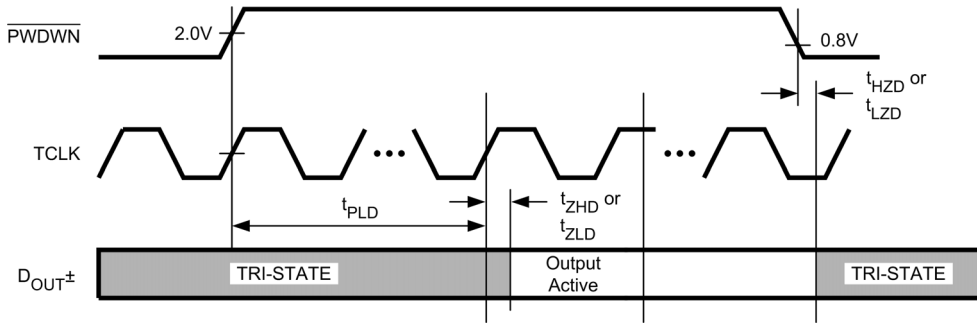 PWDWN
2.0V
0.8V
tHZD or
tLZD
TCLK
tPLD
tZHD or
tZLD
DOUT±
TRI-STATE
Output
Active
TRI-STATE